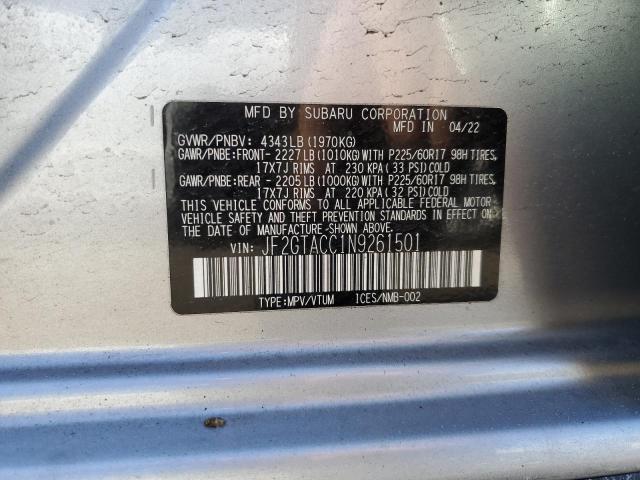 MFD BY SUBARU CORPORATION
MFD IN 04/22
GVWR/PNBV: 4343LB (1970KG)
GAWR/PNBE:FRONT- 2227LB(1010KG)WITH P225/60R17 98H TIRES,
17X7J RIMS AT 230 KPA (33 PSI)COLD
GAWR/PNBE:REAR - 2205LB(1000KG)WITH P225/60R17 98H TIRES,
17X7J RIMS AT 220 KPA (32 PSI)COLD
THIS VEHICLE CONFORMS TO ALL APPLICABLE FEDERAL MOTOR
VEHICLE SAFETY AND THEFT PREVENTION STANDARDS IN EFFECT ON
THE DATE OF MANUFACTURE SHOWN ABOVE.
VIN: JF2GTACC1N9261501
TYPE:MPV/VTUM ICES/NMB-002